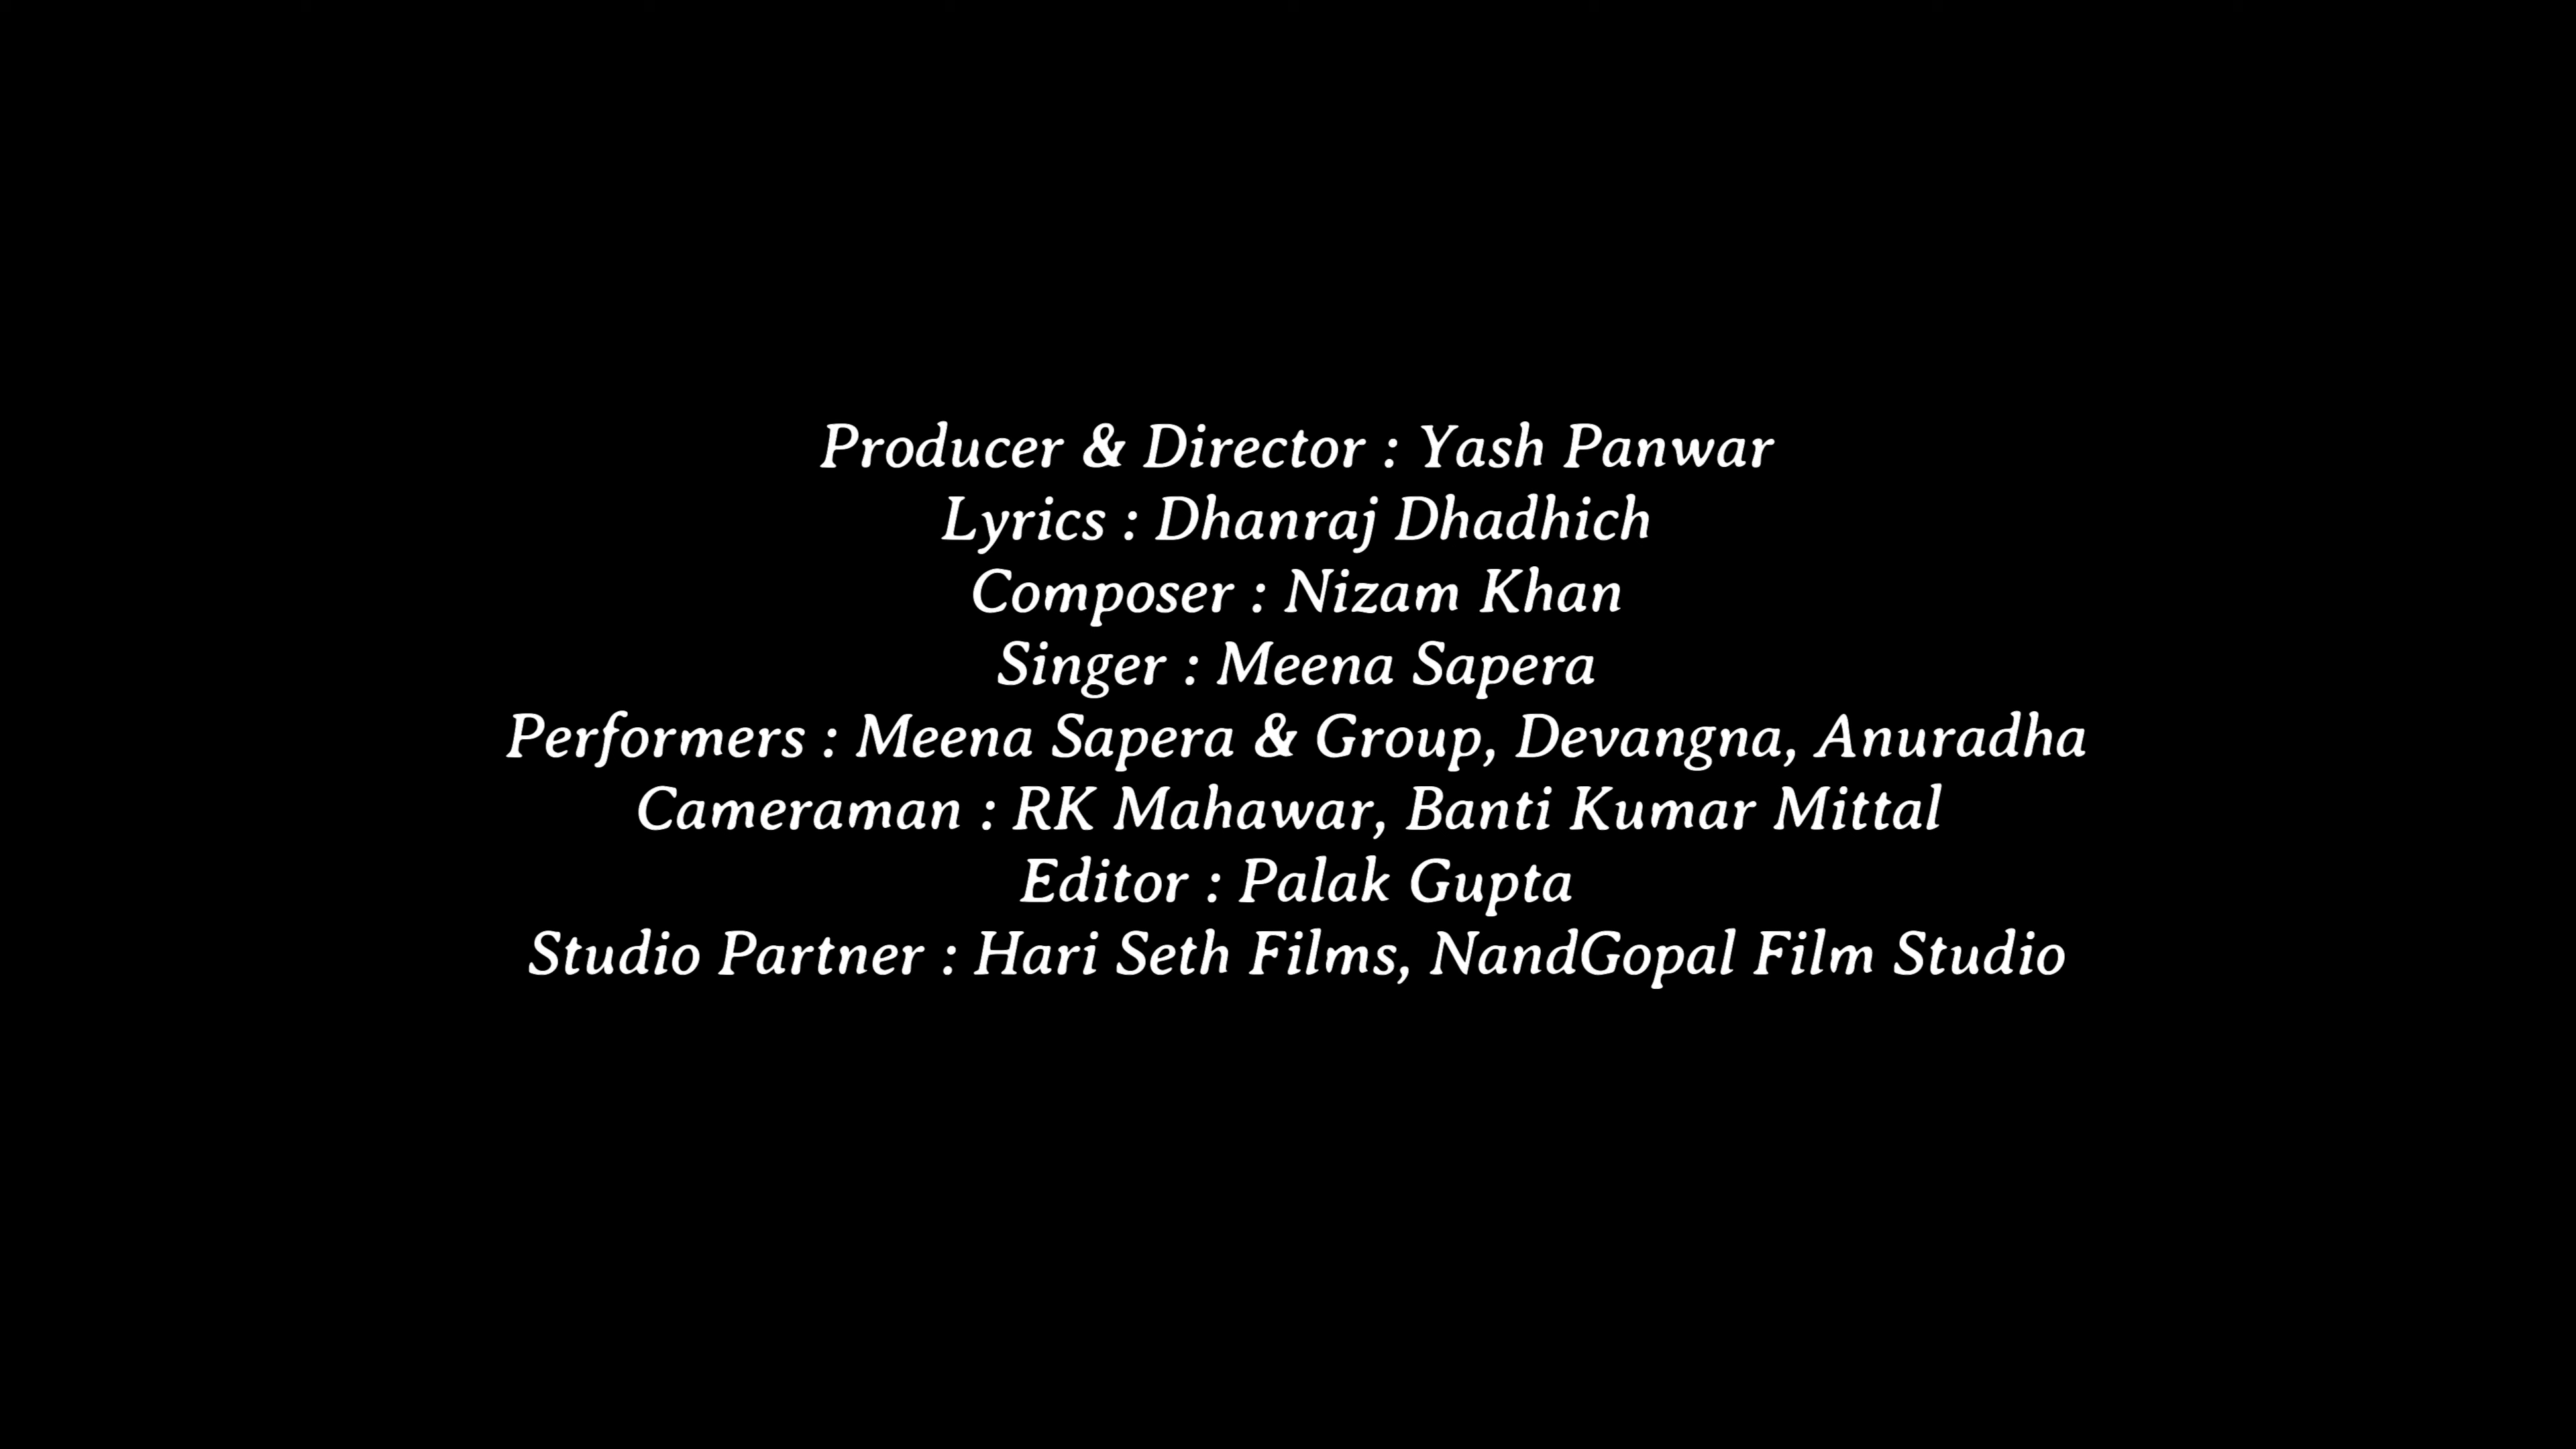 Producer & Director : Yash Panwar
Lyrics : Dhanraj Dhadhich
Composer : Nizam Khan
Singer : Meena Sapera
Performers : Meena Sapera & Group, Devangna, Anuradha
Cameraman : RK Mahawar, Banti Kumar Mittal
Editor : Palak Gupta
Studio Partner : Hari Seth Films, NandGopal Film Studio